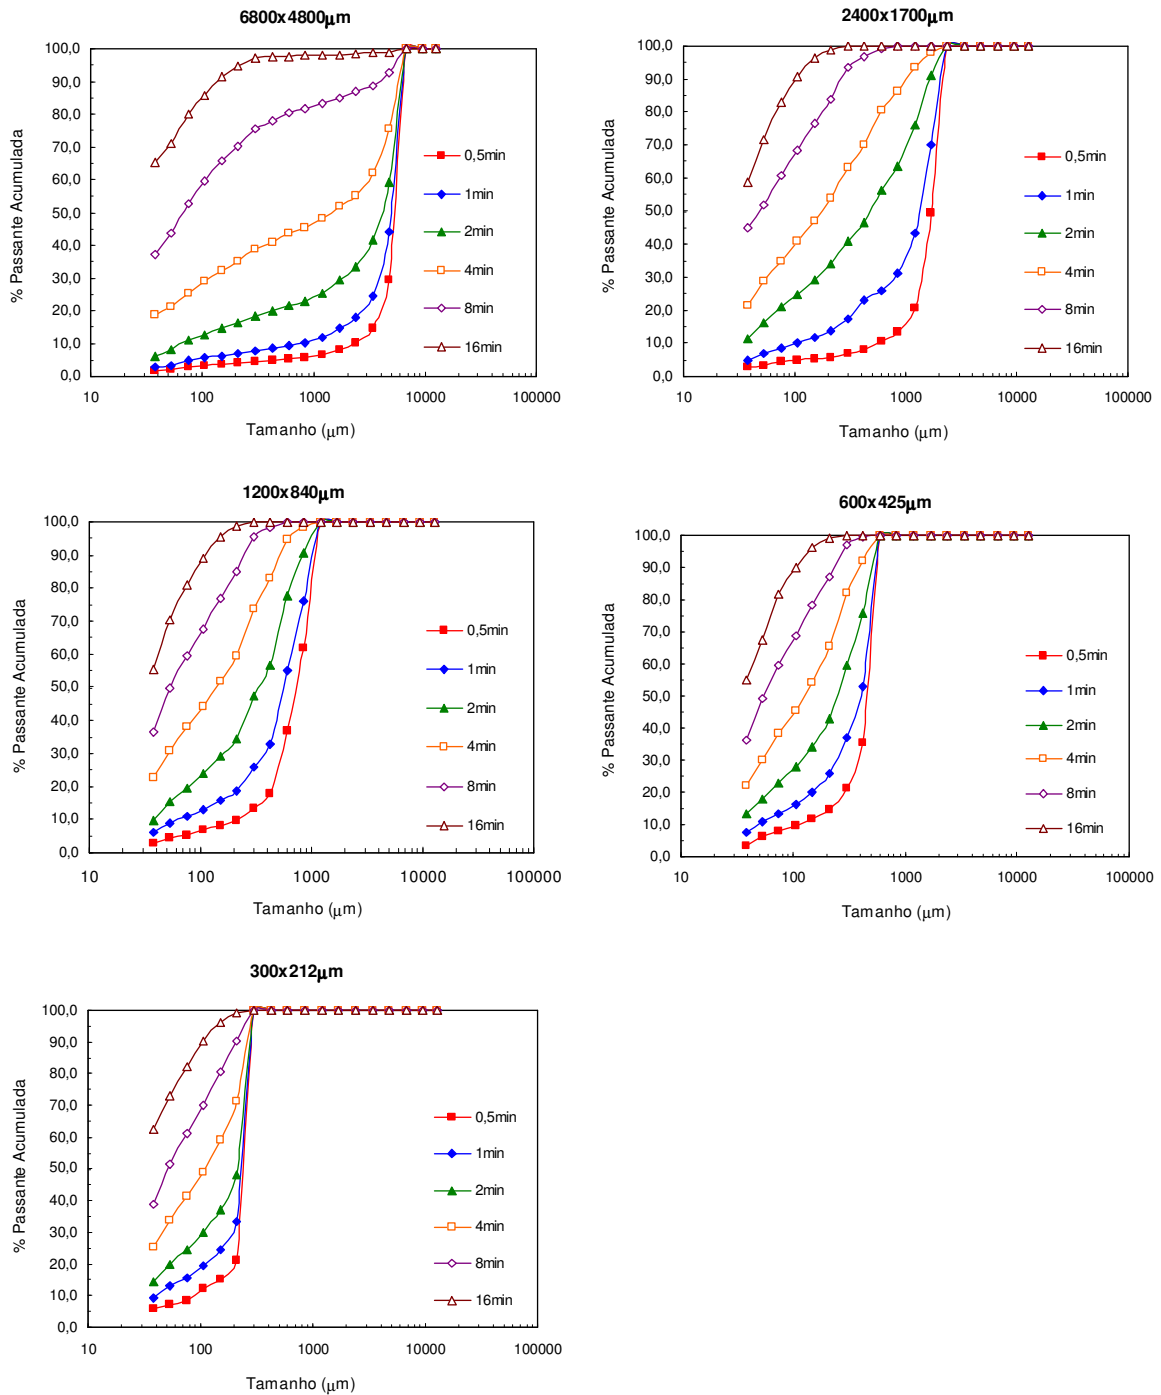 6800x4800μm
100,0
90,0
80,0
70,0
60,0
50,0
40,0
30,0
20,0
10,0
0,0
% Passante Acumulada
10
100
1000
10000
100000
Tamanho (μm)
0,5min
1min
2min
4min
8min
16min
2400x1700μm
100,0
90,0
80,0
70,0
60,0
50,0
40,0
30,0
20,0
10,0
0,0
% Passante Acumulada
10
100
1000
10000
100000
Tamanho (μm)
0,5min
1min
2min
4min
8min
16min
1200x840μm
100,0
90,0
80,0
70,0
60,0
50,0
40,0
30,0
20,0
10,0
0,0
% Passante Acumulada
10
100
1000
10000
100000
Tamanho (μm)
0,5min
1min
2min
4min
8min
16min
600x425μm
100,0
90,0
80,0
70,0
60,0
50,0
40,0
30,0
20,0
10,0
0,0
% Passante Acumulada
10
100
1000
10000
100000
Tamanho (μm)
0,5min
1min
2min
4min
8min
16min
300x212μm
100,0
90,0
80,0
70,0
60,0
50,0
40,0
30,0
20,0
10,0
0,0
% Passante Acumulada
10
100
1000
10000
100000
Tamanho (μm)
0,5min
1min
2min
4min
8min
16min